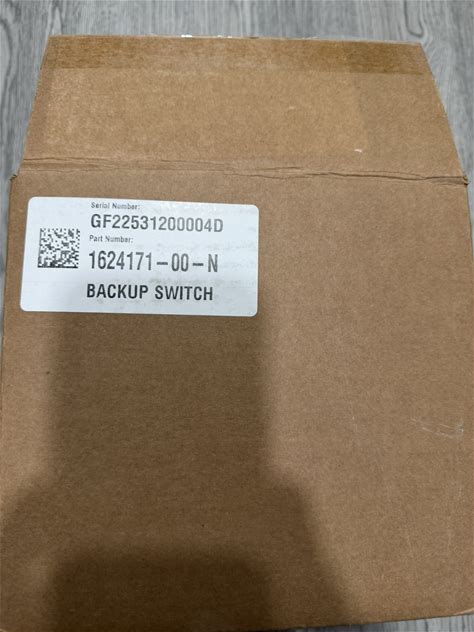 Serial Number:
GF22531200004D
Part Number:
1624171-00-N
BACKUP SWITCH